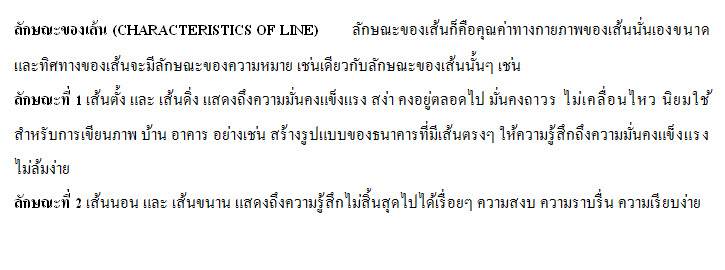 ลักษณะของเส้น (CHARACTERISTICS OF LINE) ลักษณะของเส้นก็คือคุณค่าทางกายภาพของเส้นนั่นเองขนาด
และทิศทางของเส้นจะมีลักษณะของความหมาย เช่นเดียวกับลักษณะของเส้นนั้นๆ เช่น
ลักษณะที่ 1 เส้นตั้ง และ เส้นดิ่ง แสดงถึงความมั่นคงแข็งแรง สง่า คงอยู่ตลอดไป มั่นคงถาวร ไม่เคลื่อนไหว นิยมใช้
สำหรับการเขียนภาพ บ้าน อาคาร อย่างเช่น สร้างรูปแบบของธนาคารที่มีเส้นตรงๆ ให้ความรู้สึกถึงความมั่นคงแข็งแรง
ไม่ล้มง่าย
ลักษณะที่ 2 เส้นนอน และ เส้นขนาน แสดงถึงความรู้สึกไม่สิ้นสุดไปได้เรื่อยๆ ความสงบ ความราบรื่น ความเรียบง่าย